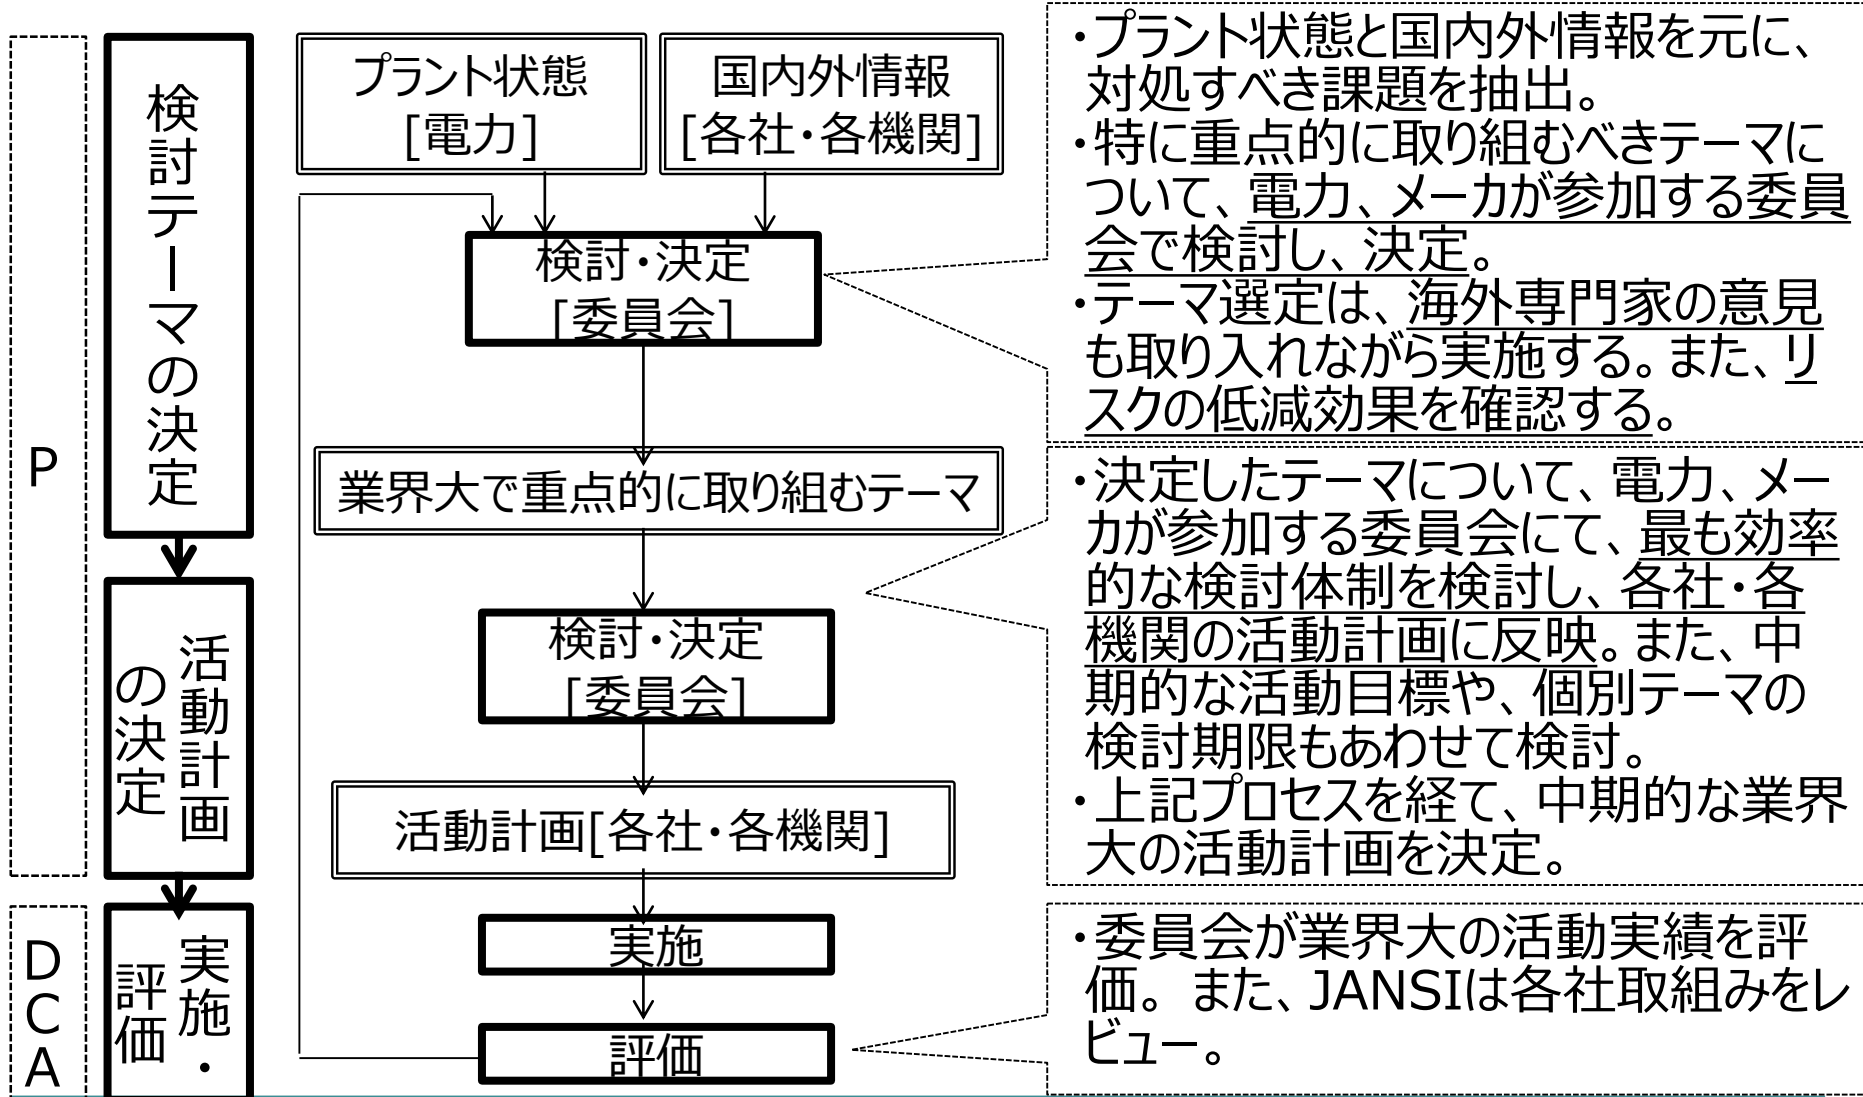 P
D
C
A
検討テーマの決定
活動計画
の決定
実施・
評価
プラント状態
[電力]
国内外情報
[各社・各機関]
検討・決定
[委員会]
業界大で重点的に取り組むテーマ
検討・決定
[委員会]
活動計画[各社・各機関]
実施
評価
・プラント状態と国内外情報を元に、
対処すべき課題を抽出。
・特に重点的に取り組むべきテーマに
ついて、電力、メーカが参加する委員
会で検討し、決定。
・テーマ選定は、海外専門家の意見
も取り入れながら実施する。また、リ
スクの低減効果を確認する。
・決定したテーマについて、電力、メー
カが参加する委員会にて、最も効率
的な検討体制を検討し、各社・各
機関の活動計画に反映。また、中
期的な活動目標や、個別テーマの
検討期限もあわせて検討。
・上記プロセスを経て、中期的な業界
大の活動計画を決定。
・委員会が業界大の活動実績を評
価。また、JANSIは各社取組みをレ
ビュー。